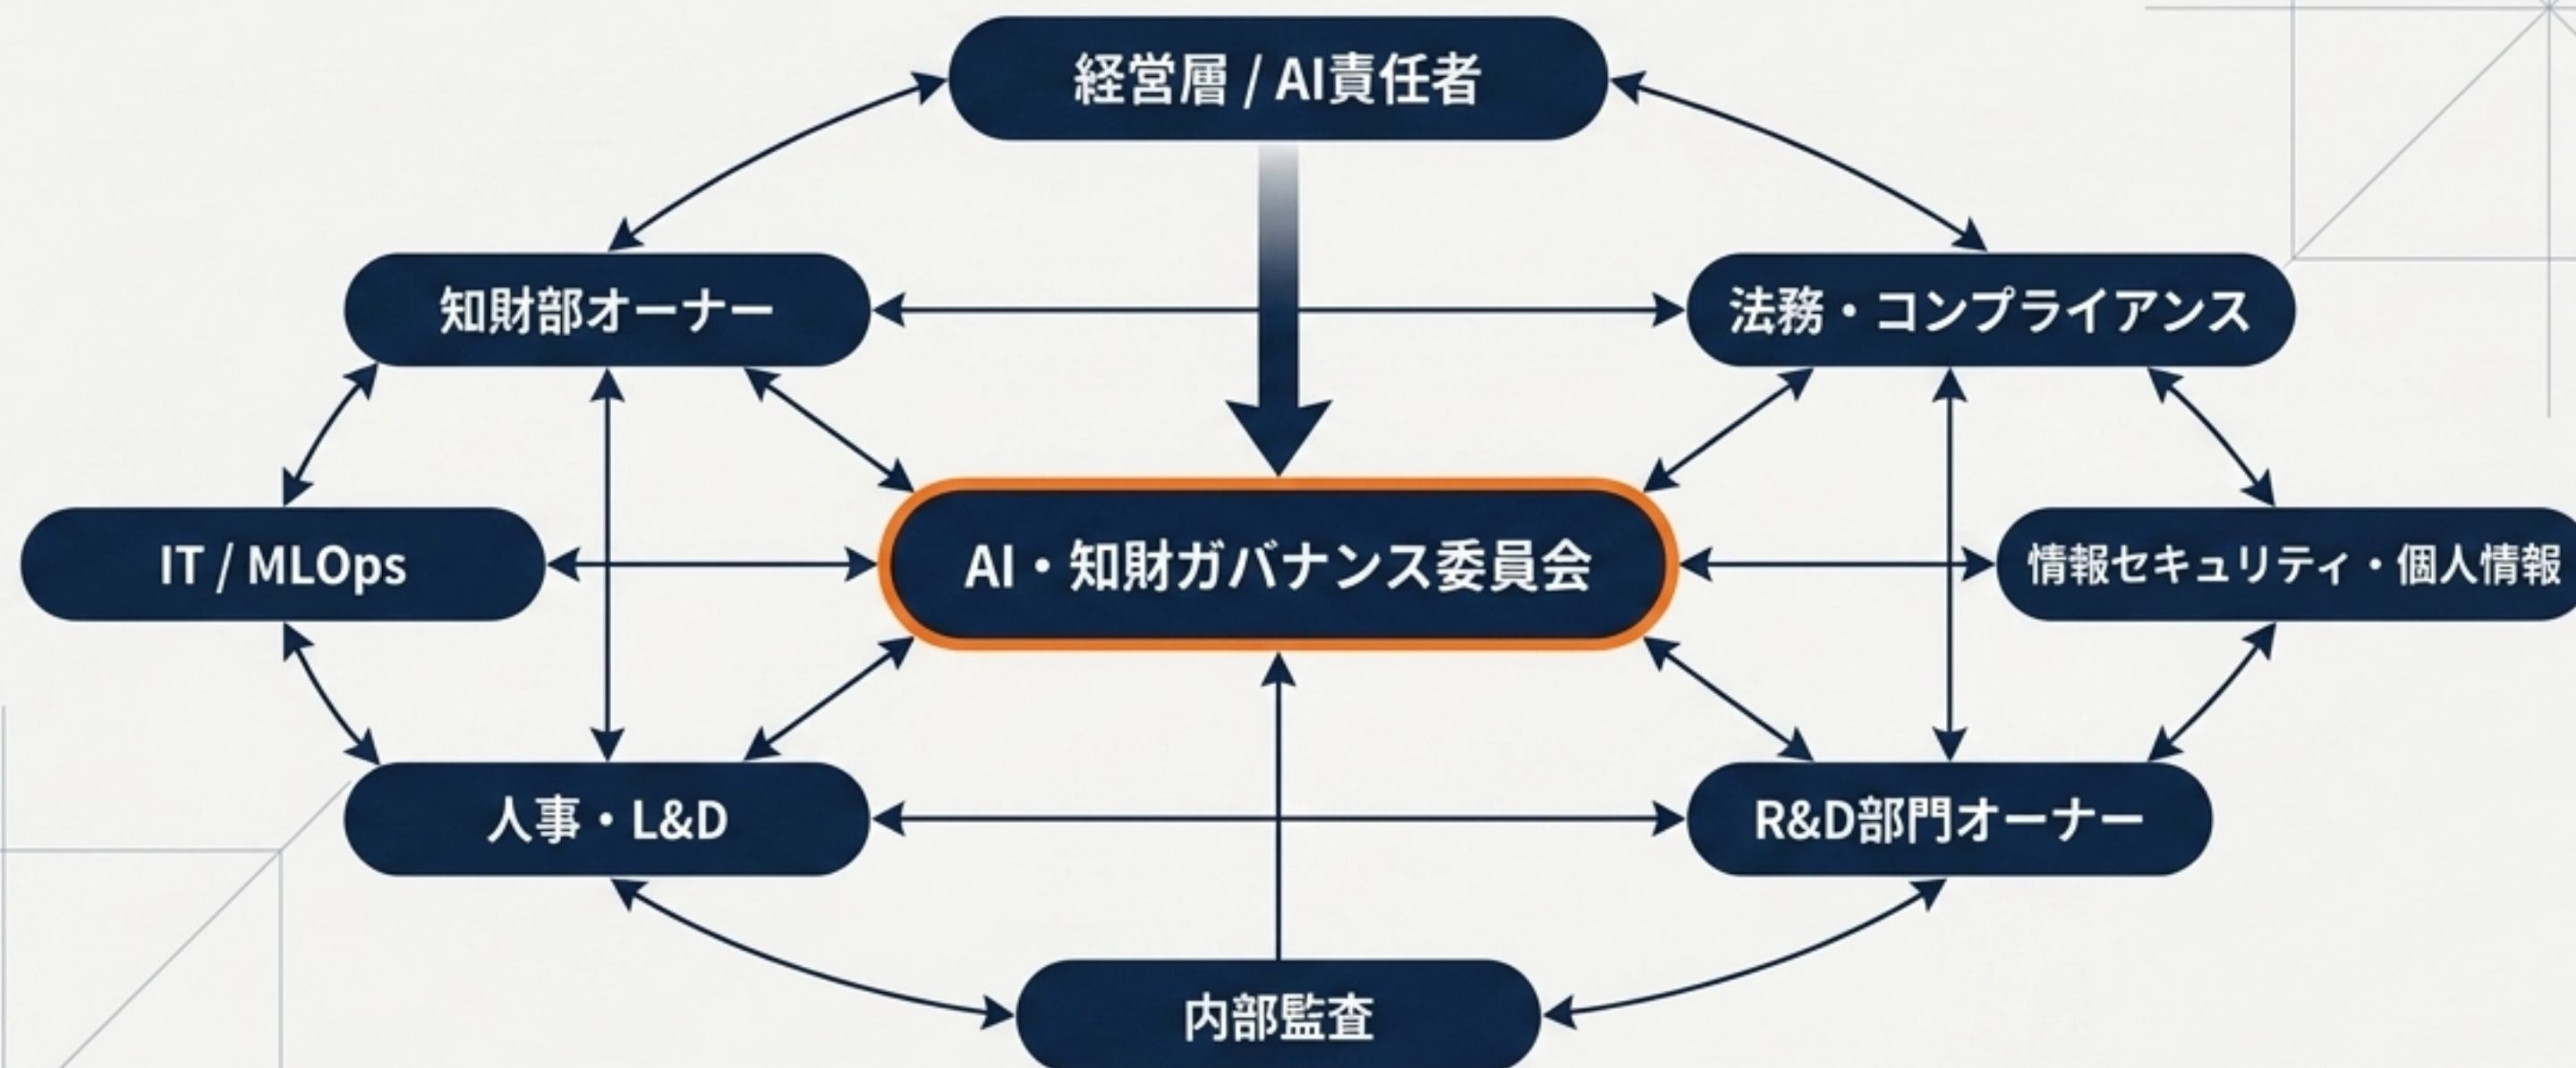 経営層 / AI責任者
知財部オーナー
法務・コンプライアンス
IT / MLOps
AI・知財ガバナンス委員会
情報セキュリティ・個人情報
人事・L&D
R&D部門オーナー
内部監査